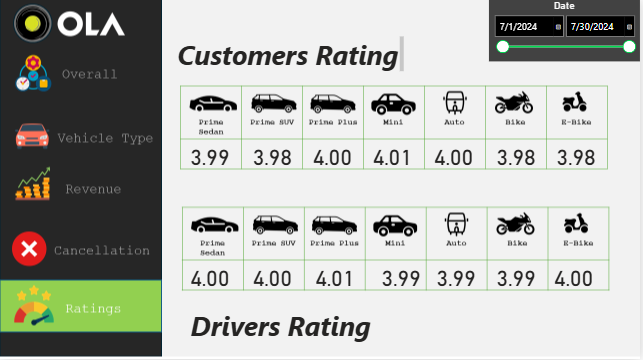 OLA
Date
7/1/2024 7/30/2024
Overall
Vehicle Type
Revenue
Cancellation
Ratings
Customers Rating
Prime Sedan Prime SUV Prime Plus Mini Auto Bike E-Bike
3.99 3.98 4.00 4.01 4.00 3.98 3.98
Prime Sedan Prime SUV Prime Plus Mini Auto Bike E-Bike
4.00 4.00 4.01 3.99 3.99 3.99 4.00
Drivers Rating